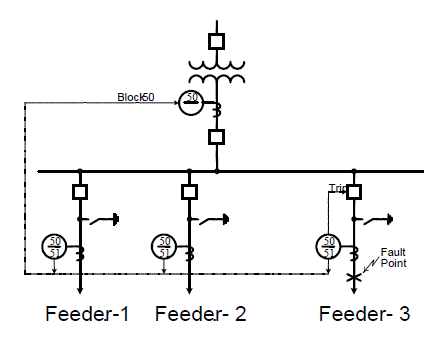 Block50
50
Trip
50
51
50
51
50
51
Fault
Point
Feeder-1
Feeder- 2
Feeder- 3